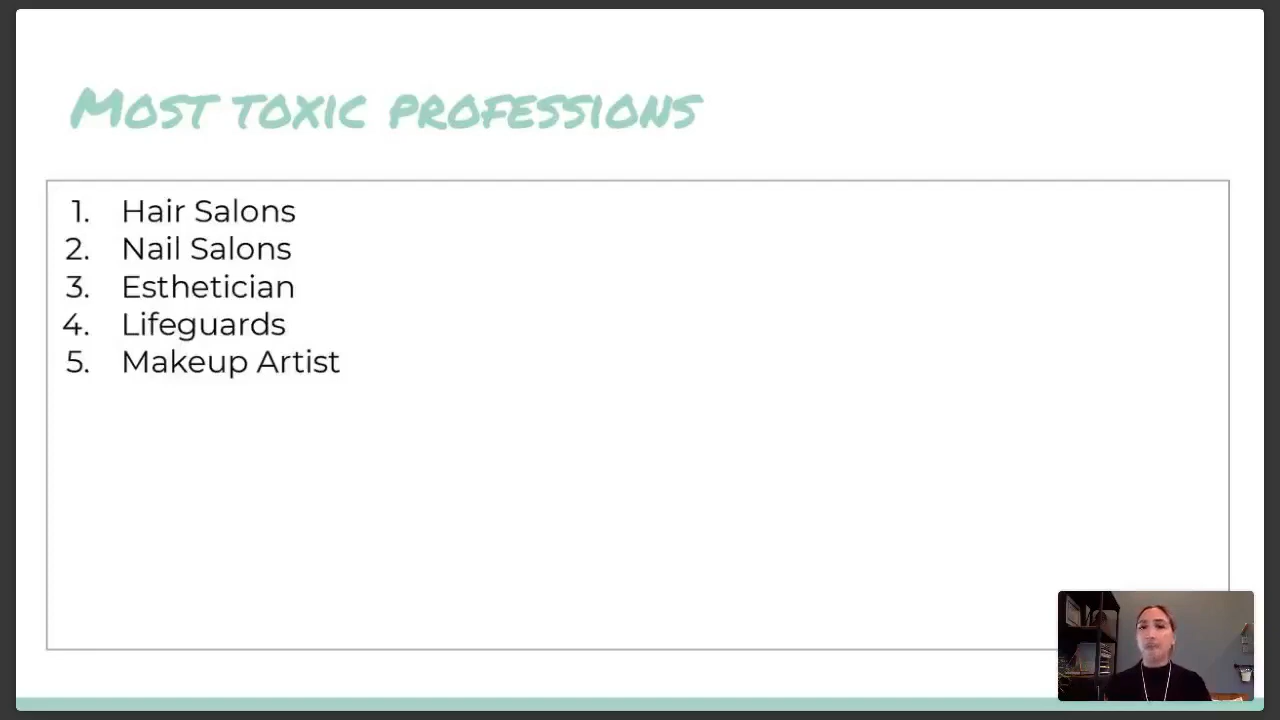 Most toxic professions
1. Hair Salons
2. Nail Salons
3. Esthetician
4. Lifeguards
5. Makeup Artist